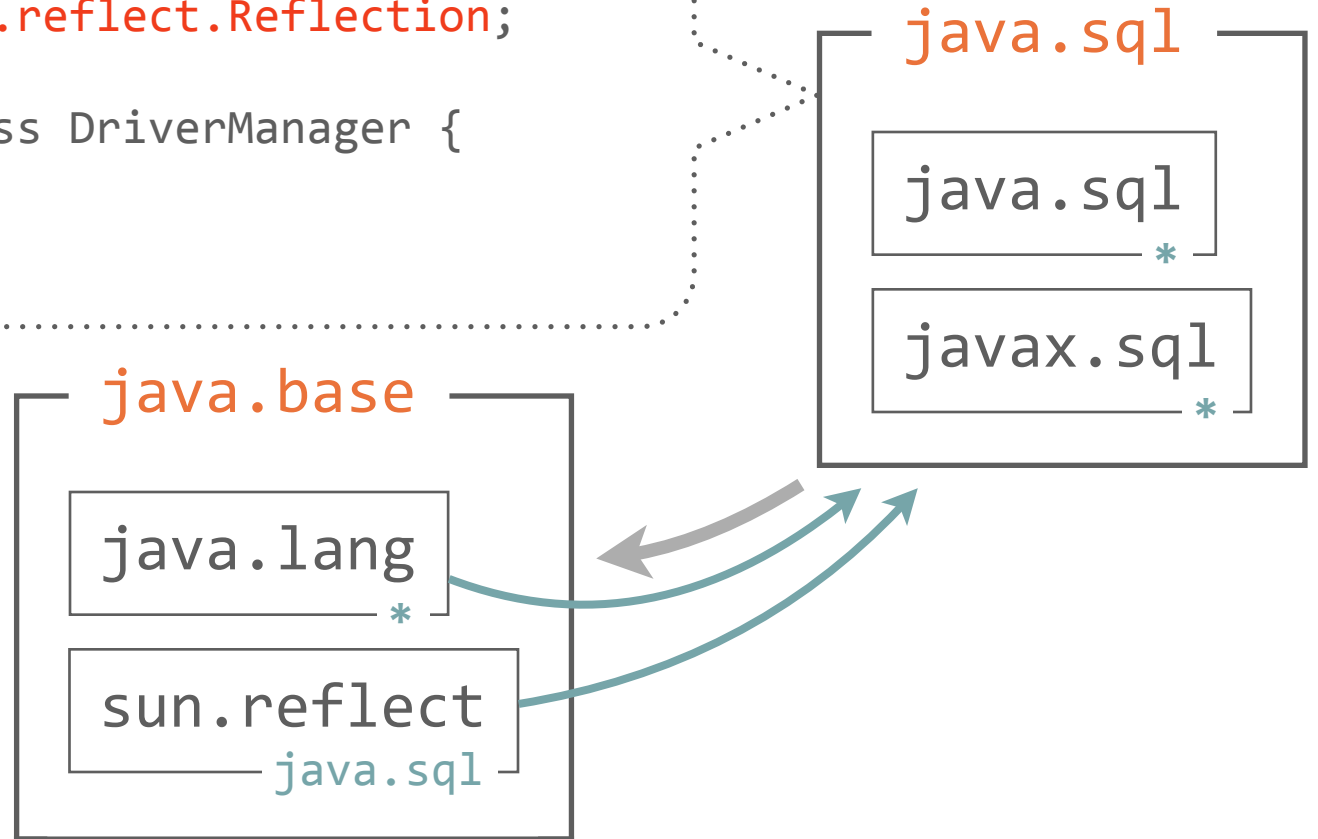 .reflect.Reflection;
ss DriverManager {
java.sql
java.sql
*
javax.sql
*
java.base
java.lang
*
sun.reflect
java.sql